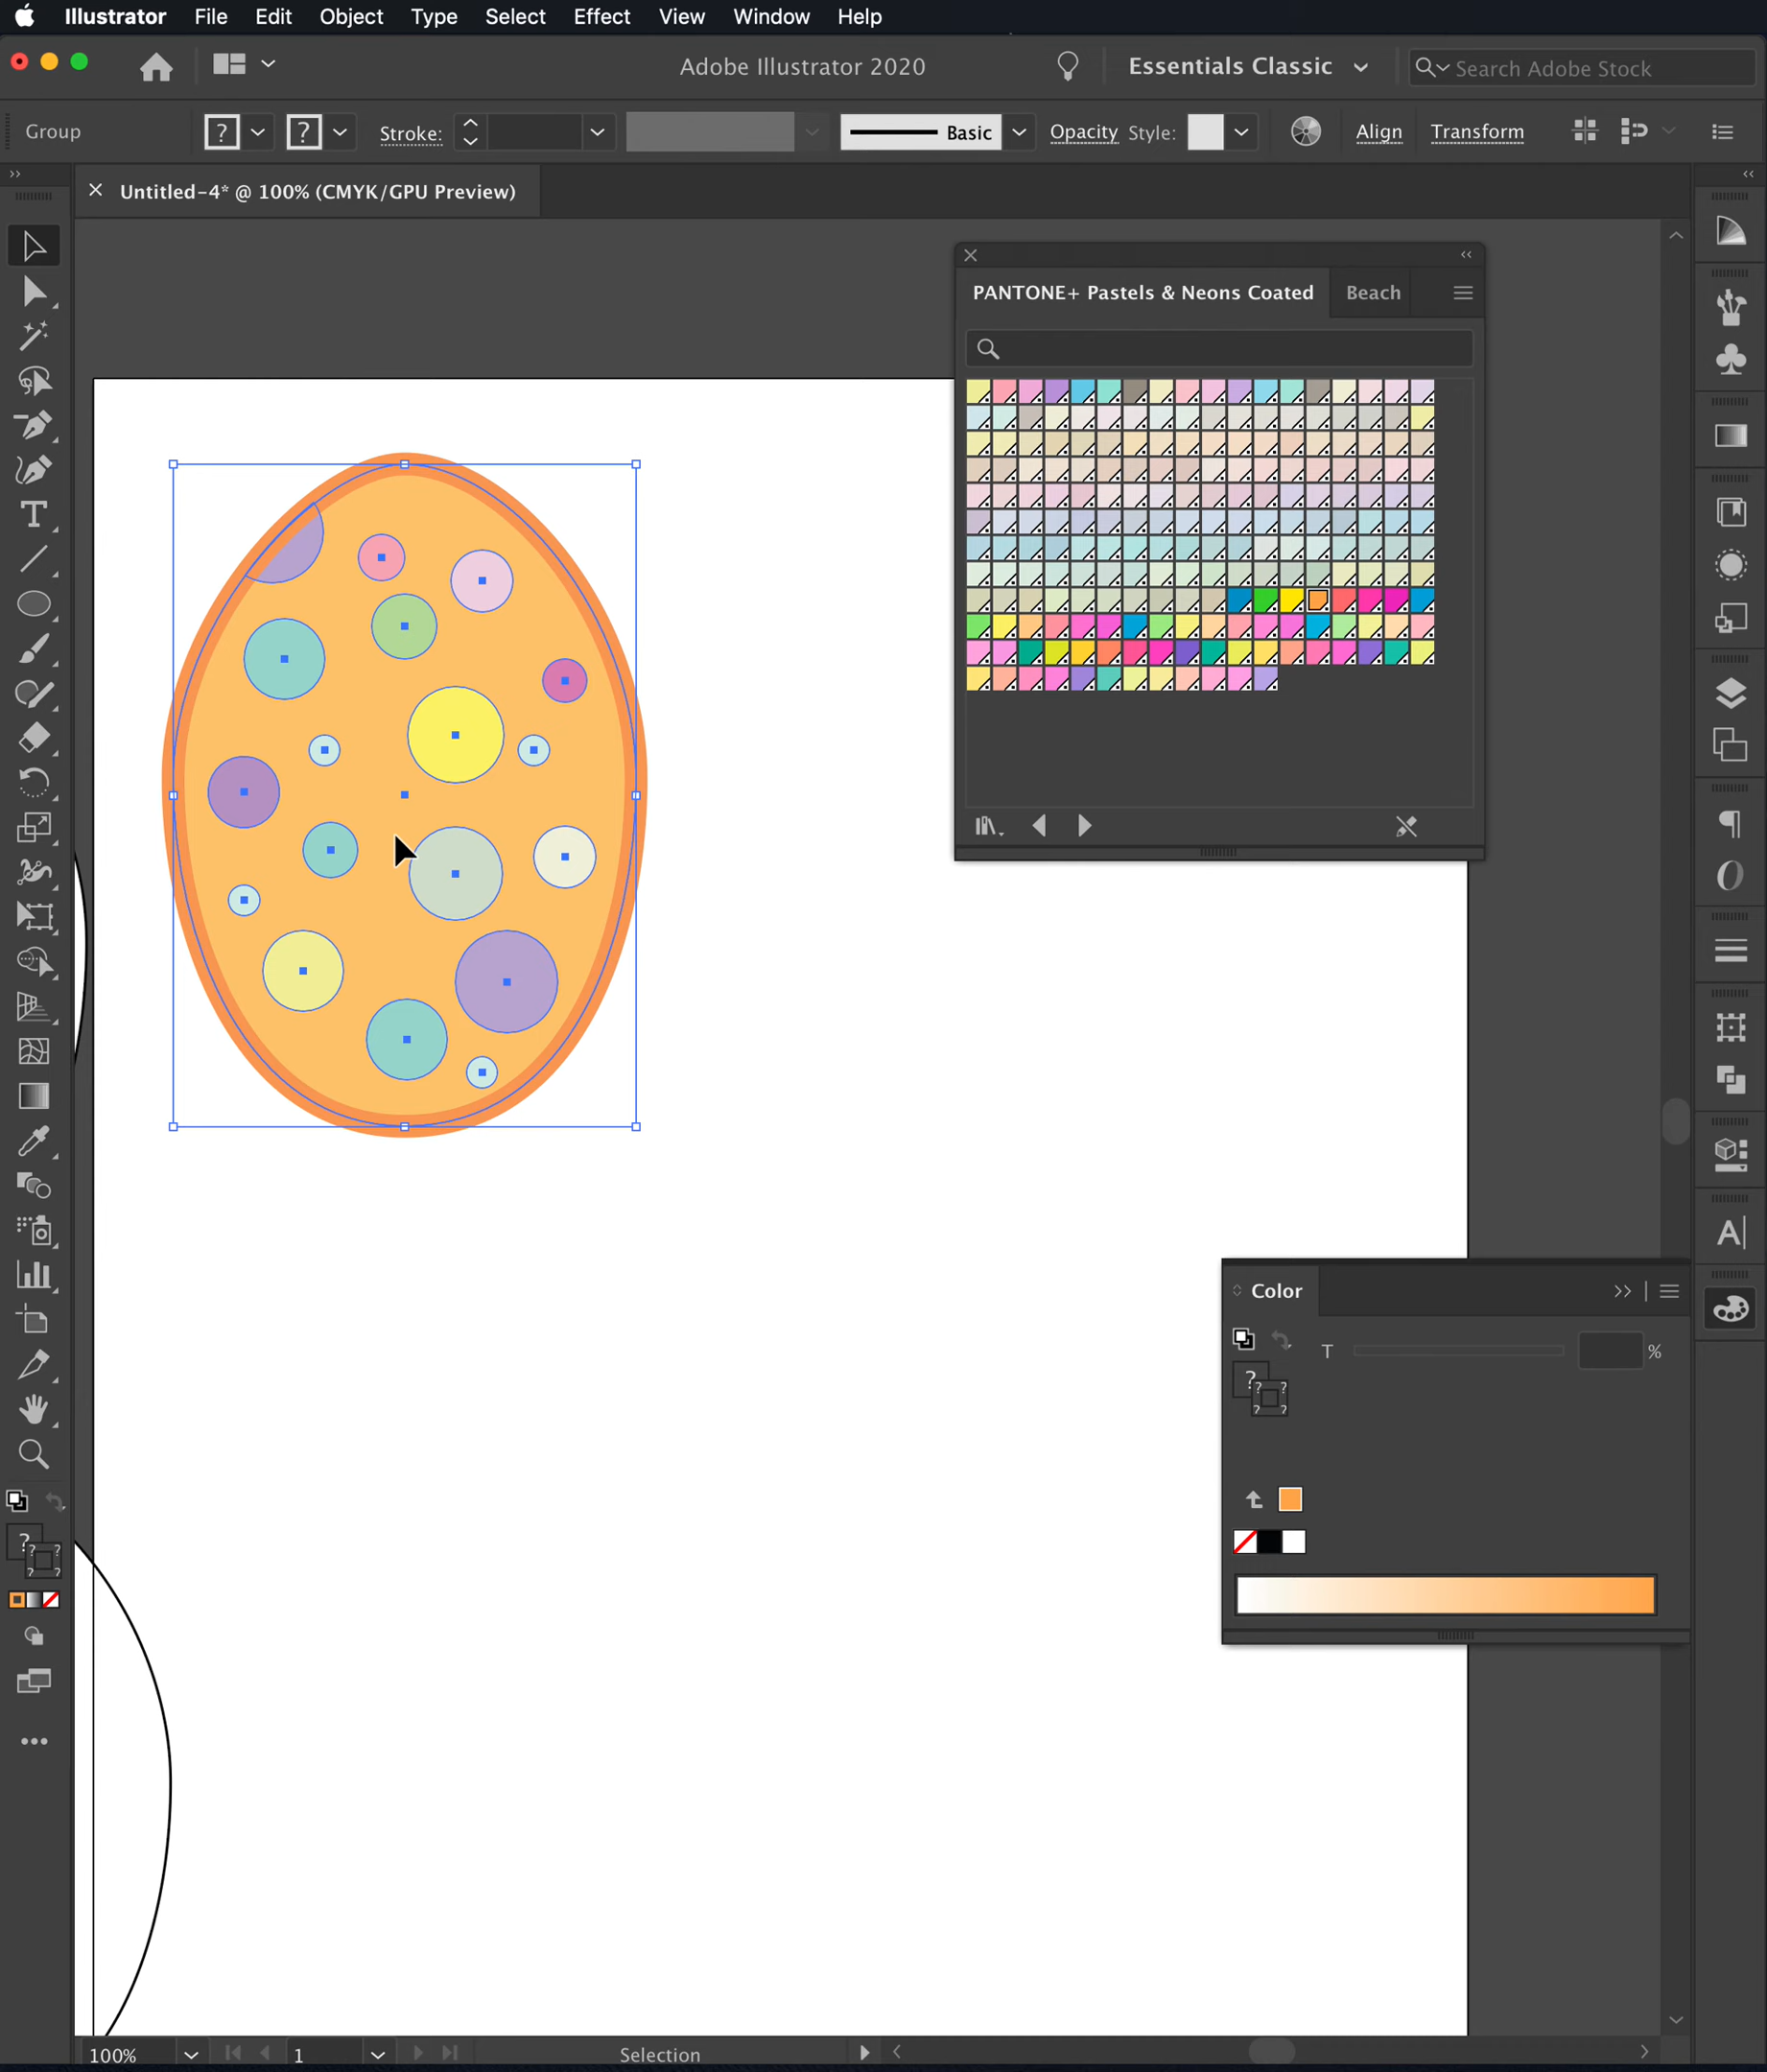 Illustrator File Edit Object Type Select Effect View Window Help
Adobe Illustrator 2020
Essentials Classic
Search Adobe Stock
Group
? ? Stroke: Basic Opacity Style: Align Transform
× Untitled-4* @ 100% (CMYK/GPU Preview)
PANTONE+ Pastels & Neons Coated Beach
Color
T %
?
? ?
? ?
?
? ?
? ?
100% 1 Selection